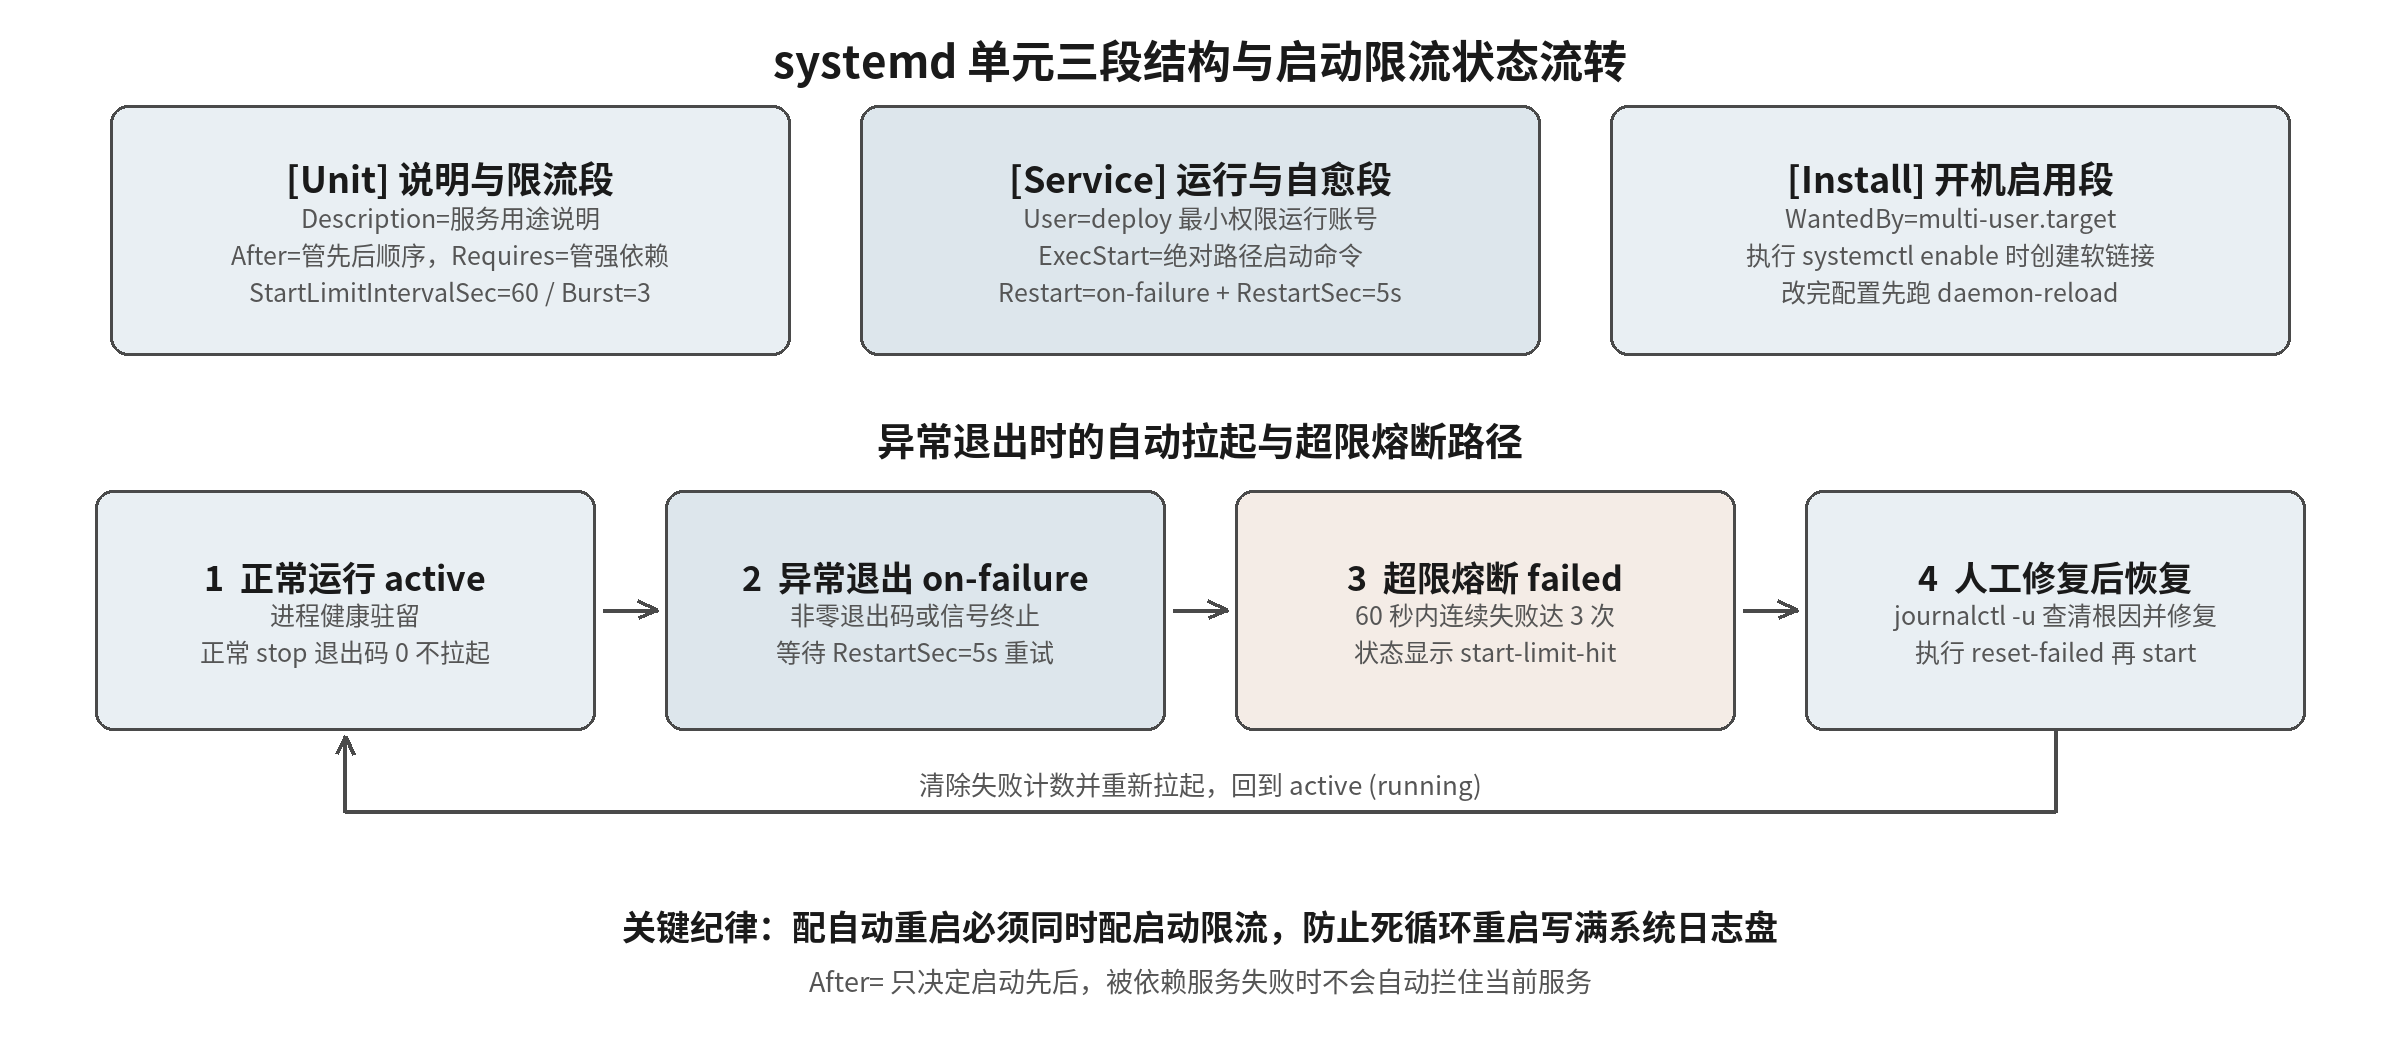 systemd 单元三段结构与启动限流状态流转
[Unit] 说明与限流段
Description=服务用途说明
After=管先后顺序，Requires=管强依赖
StartLimitIntervalSec=60 / Burst=3
[Service] 运行与自愈段
User=deploy 最小权限运行账号
ExecStart=绝对路径启动命令
Restart=on-failure + RestartSec=5s
[Install] 开机启用段
WantedBy=multi-user.target
执行 systemctl enable 时创建软链接
改完配置先跑 daemon-reload
异常退出时的自动拉起与超限熔断路径
1 正常运行 active
进程健康驻留
正常 stop 退出码 0 不拉起
2 异常退出 on-failure
非零退出码或信号终止
等待 RestartSec=5s 重试
3 超限熔断 failed
60 秒内连续失败达 3 次
状态显示 start-limit-hit
4 人工修复后恢复
journalctl -u 查清根因并修复
执行 reset-failed 再 start
清除失败计数并重新拉起，回到 active (running)
关键纪律：配自动重启必须同时配启动限流，防止死循环重启写满系统日志盘
After= 只决定启动先后，被依赖服务失败时不会自动拦住当前服务